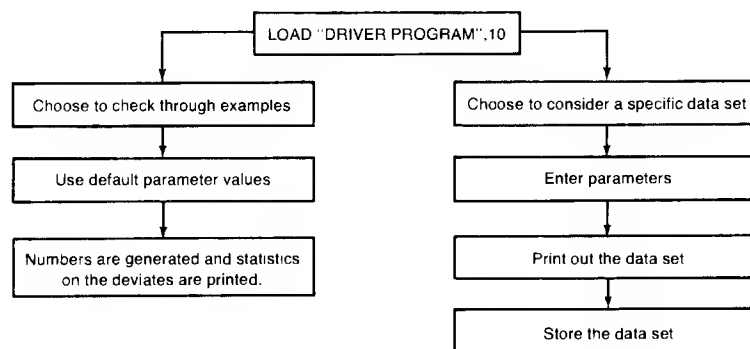 LOAD "DRIVER PROGRAM",10
Choose to check through examples
Use default parameter values
Numbers are generated and statistics
on the deviates are printed.
Choose to consider a specific data set
Enter parameters
Print out the data set
Store the data set